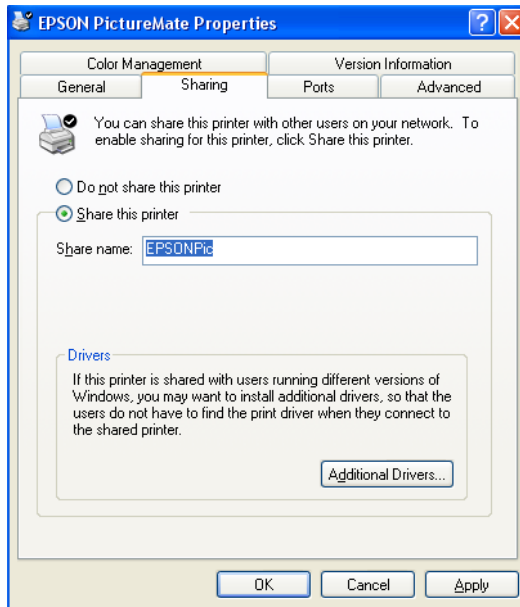 EPSON PictureMate Properties
Color Management
Version Information
General
Sharing
Ports
Advanced
You can share this printer with other users on your network. To
enable sharing for this printer, click Share this printer.
Do not share this printer
Share this printer
Share name: EPSONPic
Drivers
If this printer is shared with users running different versions of
Windows, you may want to install additional drivers, so that the
users do not have to find the print driver when they connect to
the shared printer.
Additional Drivers...
OK
Cancel
Apply